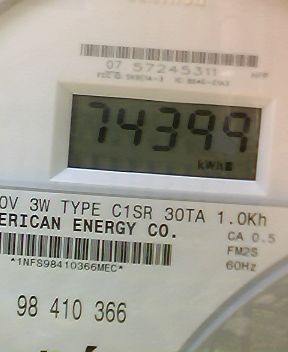 07 57245311
74399
kWh
0V 3W TYPE C1SR 30TA 1.0Kh
ERICAN ENERGY CO.
CA 0.5
FM2S
*1NFS98410366MEC*
60Hz
98 410 366